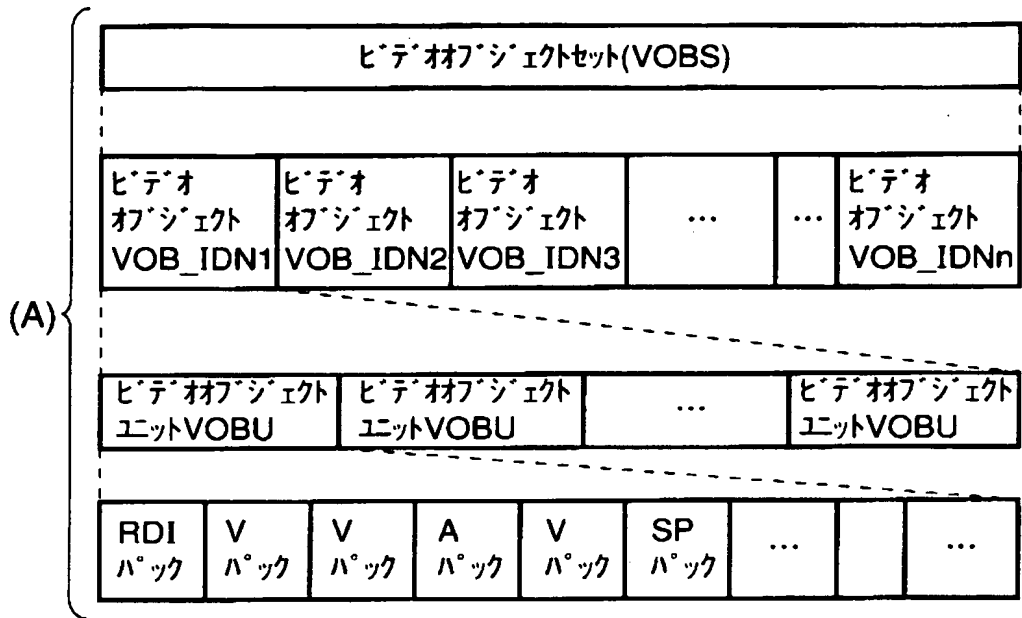 ﾋﾞﾃﾞｵｵﾌﾞｼﾞｪｸﾄｾｯﾄ(VOBS)
ﾋﾞﾃﾞｵ
ｵﾌﾞｼﾞｪｸﾄ
VOB_IDN1
ﾋﾞﾃﾞｵ
ｵﾌﾞｼﾞｪｸﾄ
VOB_IDN2
ﾋﾞﾃﾞｵ
ｵﾌﾞｼﾞｪｸﾄ
VOB_IDN3
…
…
ﾋﾞﾃﾞｵ
ｵﾌﾞｼﾞｪｸﾄ
VOB_IDNn
(A)
ﾋﾞﾃﾞｵｵﾌﾞｼﾞｪｸﾄ
ﾕﾆｯﾄVOBU
ﾋﾞﾃﾞｵｵﾌﾞｼﾞｪｸﾄ
ﾕﾆｯﾄVOBU
…
ﾋﾞﾃﾞｵｵﾌﾞｼﾞｪｸﾄ
ﾕﾆｯﾄVOBU
RDI
ﾊﾟｯｸ
V
ﾊﾟｯｸ
V
ﾊﾟｯｸ
A
ﾊﾟｯｸ
V
ﾊﾟｯｸ
SP
ﾊﾟｯｸ
…
…